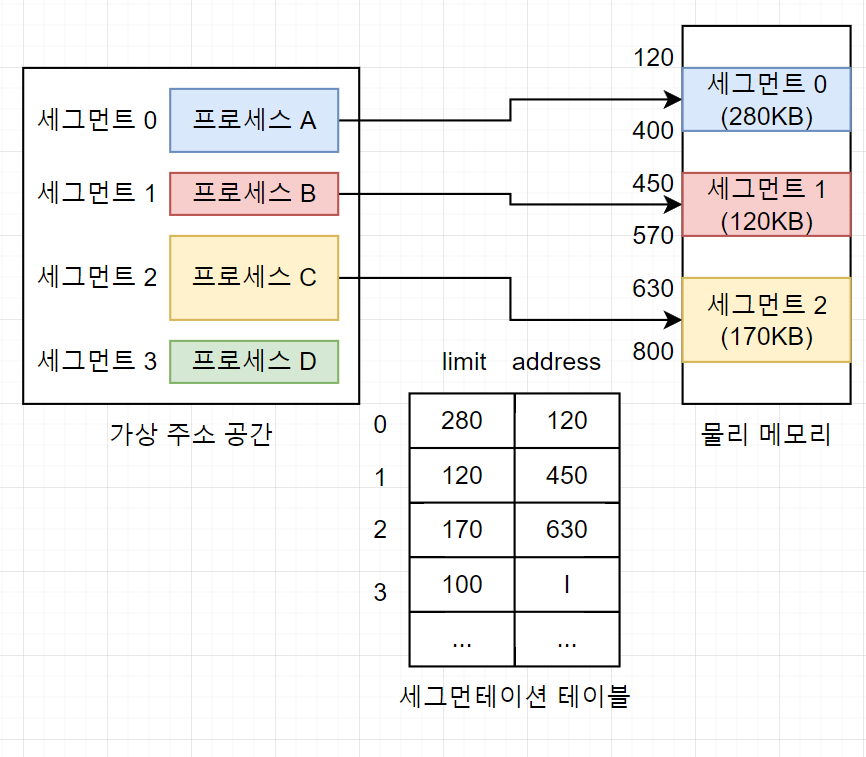 세그먼트 0 프로세스 A
세그먼트 1 프로세스 B
세그먼트 2 프로세스 C
세그먼트 3 프로세스 D
가상 주소 공간
120
세그먼트 0
(280KB)
400
450
세그먼트 1
(120KB)
570
630
세그먼트 2
(170KB)
800
물리 메모리
limit address
0 280 120
1 120 450
2 170 630
3 100 I
... ...
세그먼테이션 테이블